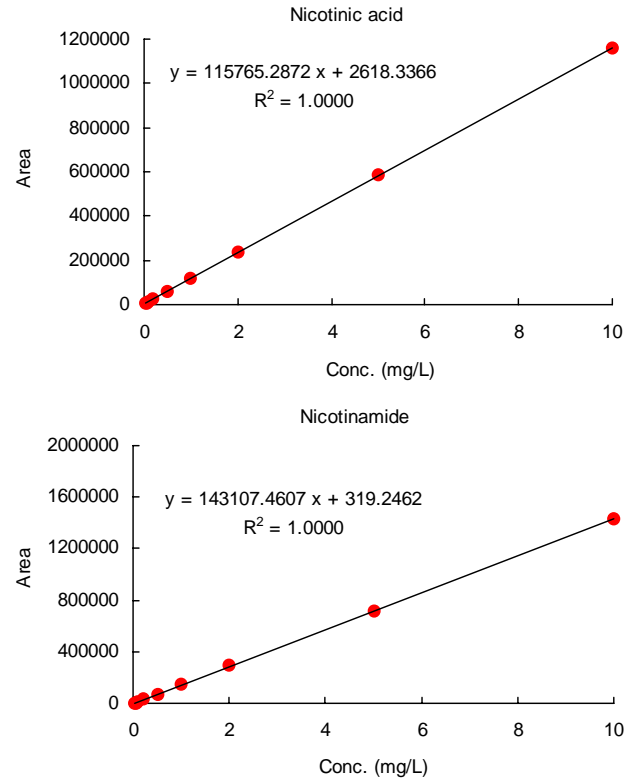 Nicotinic acid
1200000
y = 115765.2872 x + 2618.3366
R² = 1.0000
1000000
800000
600000
400000
200000
0
Area
0 2 4 6 8 10
Conc. (mg/L)
Nicotinamide
2000000
y = 143107.4607 x + 319.2462
R² = 1.0000
1600000
1200000
800000
400000
0
Area
0 2 4 6 8 10
Conc. (mg/L)